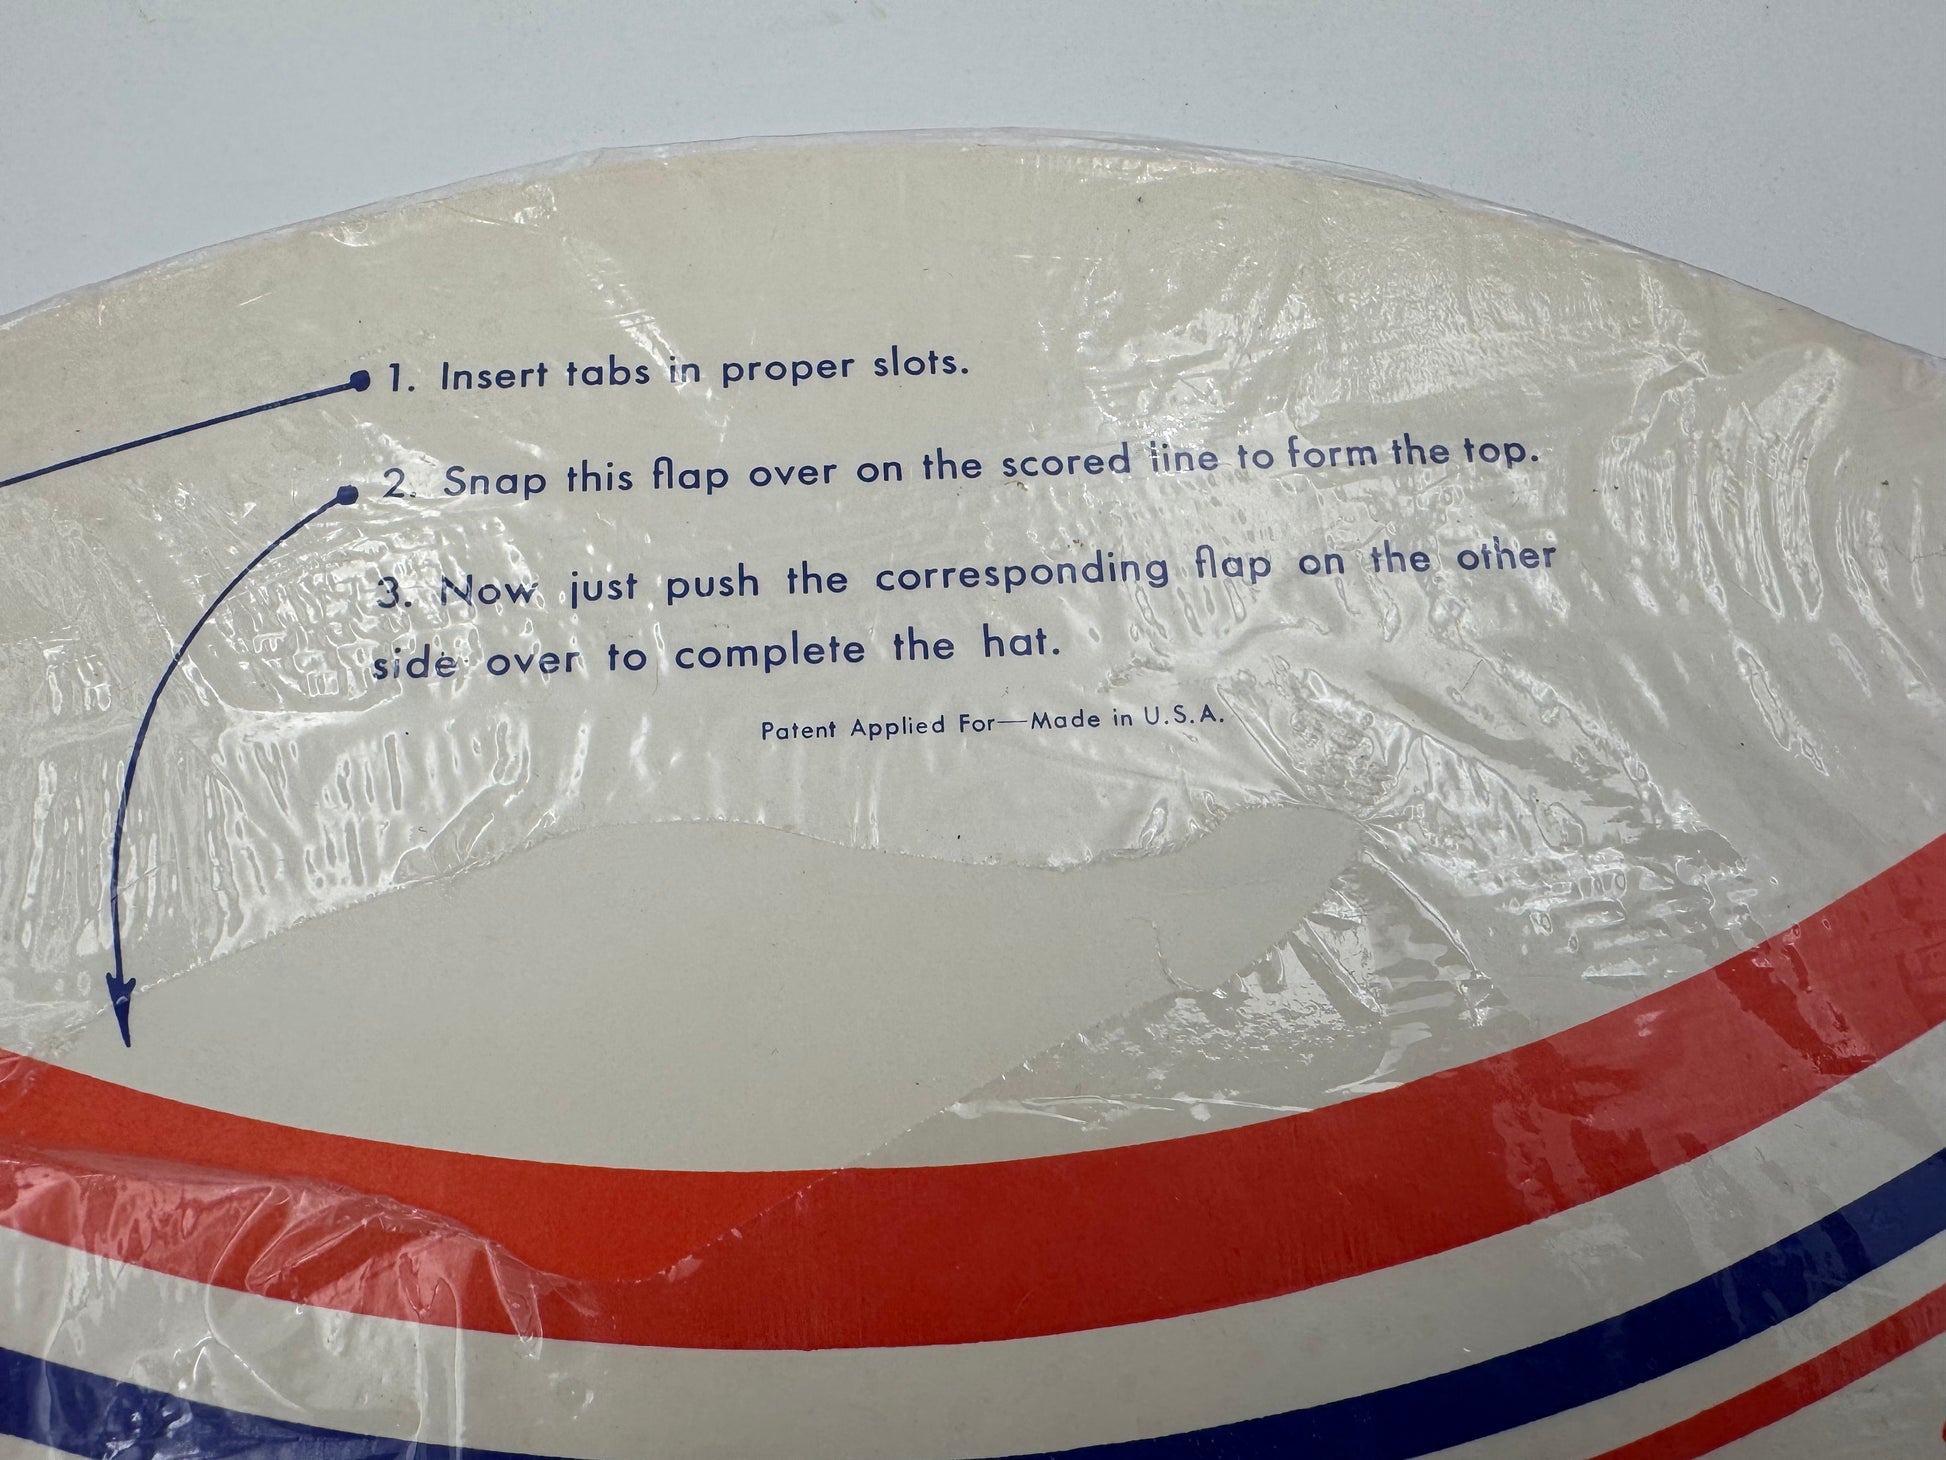 1. Insert tabs in proper slots.
2. Snap this flap over on the scored line to form the top.
3. Now just push the corresponding flap on the other
side over to complete the hat.
Patent Applied For—Made in U.S.A.